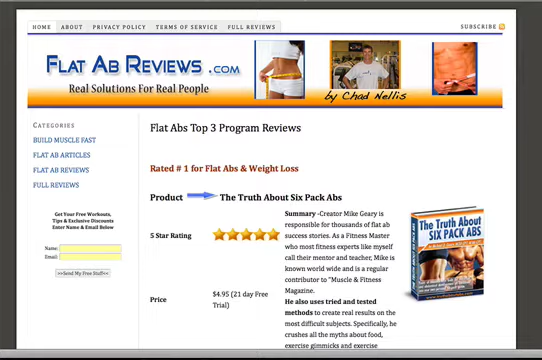 HOME ABOUT PRIVACY POLICY TERMS OF SERVICE FULL REVIEWS SUBSCRIBE
FLAT AB REVIEWS .COM
Real Solutions For Real People
by Chad Nellis
CATEGORIES
BUILD MUSCLE FAST
FLAT AB ARTICLES
FLAT AB REVIEWS
FULL REVIEWS
Get Your Free Workouts,
Tips & Exclusive Discounts
Enter Name & Email Below
Name:
Email:
>>Send My Free Stuff<<
Flat Abs Top 3 Program Reviews
Rated # 1 for Flat Abs & Weight Loss
Product The Truth About Six Pack Abs
5 Star Rating
Summary -Creator Mike Geary is
responsible for thousands of flat ab
success stories. As a Fitness Master
who most fitness experts like myself
call their mentor and teacher, Mike is
known world wide and is a regular
contributor to "Muscle & Fitness
Magazine.
Price
$4.95 (21 day Free
Trial)
He also uses tried and tested
methods to create real results on the
most difficult subjects. Specifically, he
crushes all the myths about food,
exercise gimmicks and exercise
The Truth About
SIX PACK ABS